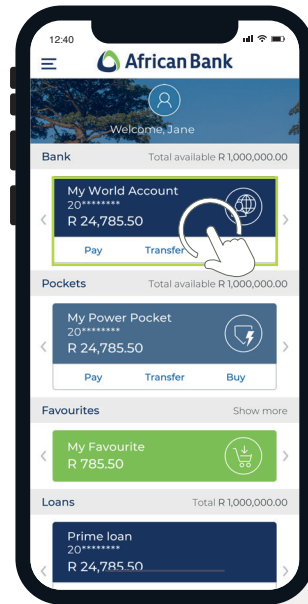 12:40
African Bank
Welcome, Jane
Bank Total available R 1,000,000.00
My World Account
20********
R 24,785.50
Pay Transfer
Pockets Total available R 1,000,000.00
My Power Pocket
20********
R 24,785.50
Pay Transfer Buy
Favourites Show more
My Favourite
R 785.50
Loans Total R 1,000,000.00
Prime loan
20********
R 24,785.50